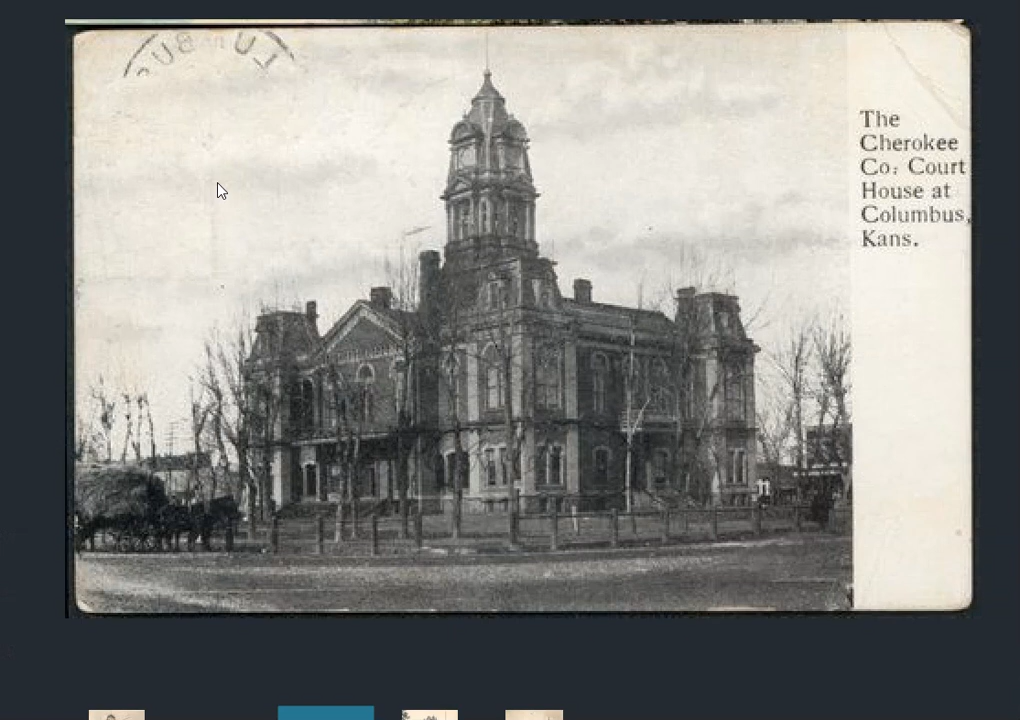 The
Cherokee
Co: Court
House at
Columbus,
Kans.